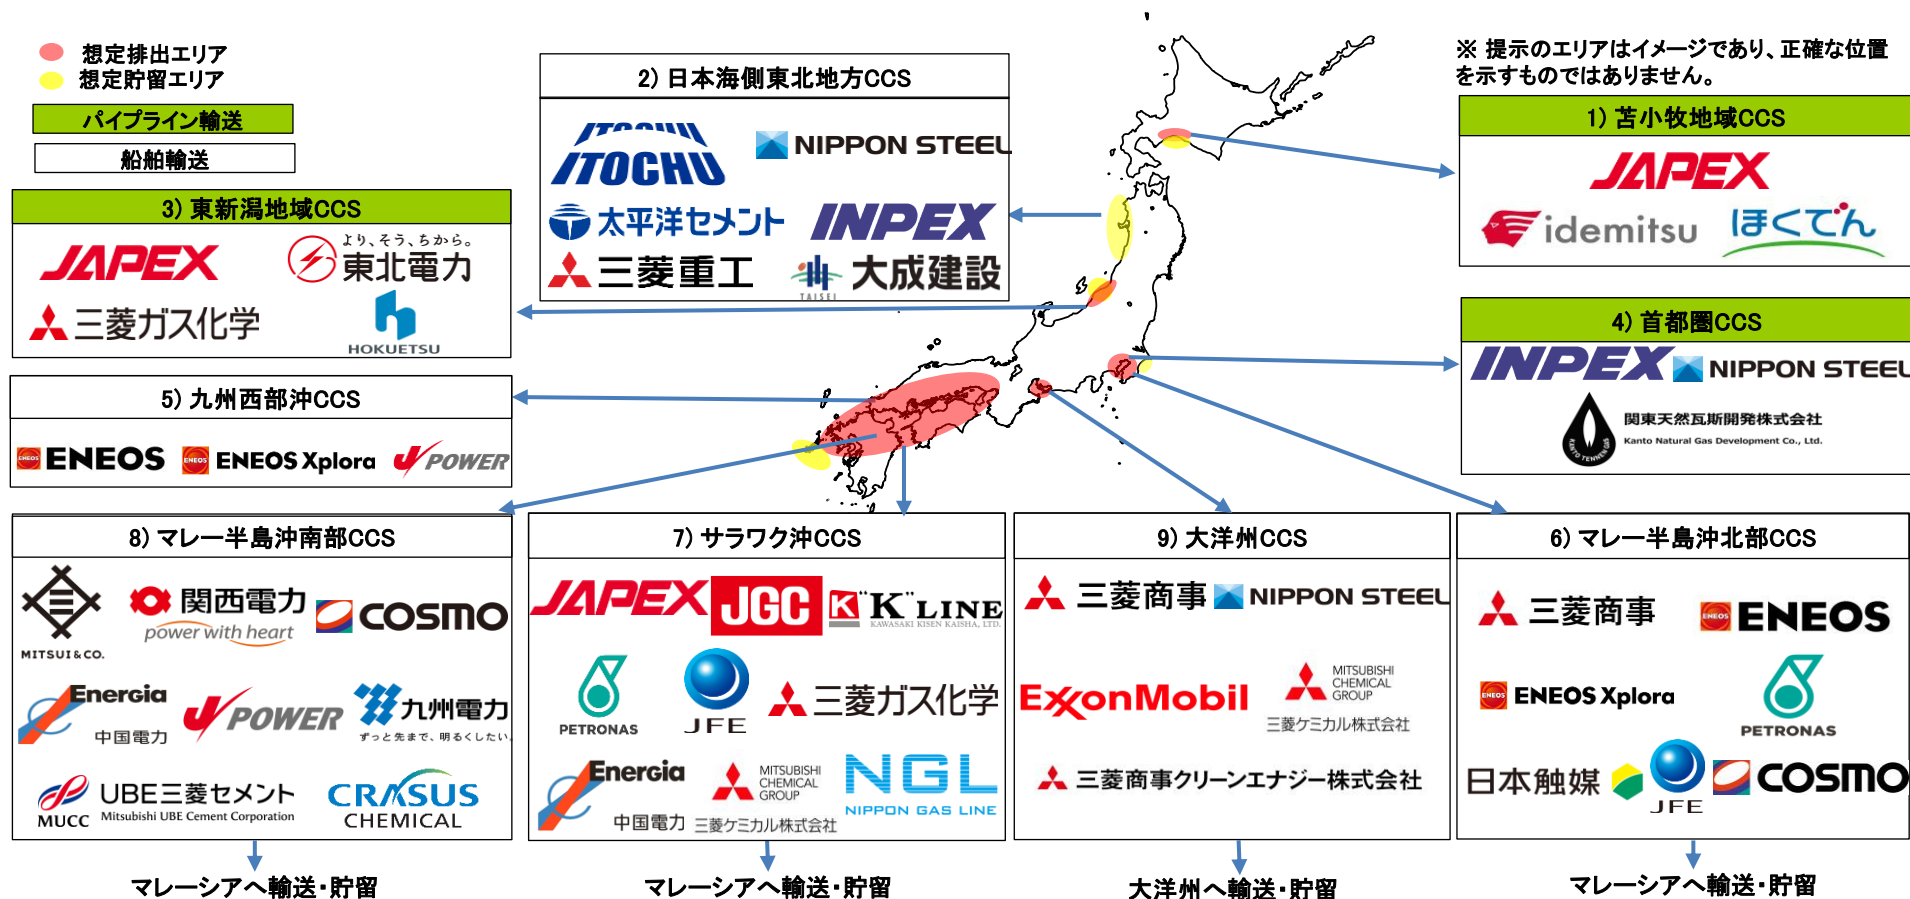 想定排出エリア
想定貯留エリア
パイプライン輸送
船舶輸送
※ 提示のエリアはイメージであり、正確な位置
を示すものではありません。
1) 苫小牧地域CCS
JAPEX
idemitsu
ほくでん
2) 日本海側東北地方CCS
ITOCHU
ITOCHU
NIPPON STEEL
太平洋セメント
INPEX
三菱重工
TAISEI
大成建設
3) 東新潟地域CCS
JAPEX
より、そう、ちから。
東北電力
三菱ガス化学
HOKUETSU
4) 首都圏CCS
INPEX
NIPPON STEEL
KANTO TENNEN GAS
関東天然瓦斯開発株式会社
Kanto Natural Gas Development Co., Ltd.
5) 九州西部沖CCS
ENEOS
ENEOS
ENEOS
ENEOS Xplora
J POWER
8) マレー半島沖南部CCS
MITSUI & CO.
関西電力
power with heart
COSMO
Energia
中国電力
J POWER
九州電力
ずっと先まで、明るくしたい。
MUCC
UBE三菱セメント
Mitsubishi UBE Cement Corporation
CRASUS
CHEMICAL
マレーシアへ輸送・貯留
7) サラワク沖CCS
JAPEX
JGC
K
"K" LINE
KAWASAKI KISEN KAISHA, LTD.
PETRONAS
JFE
三菱ガス化学
Energia
中国電力
MITSUBISHI
CHEMICAL
GROUP
三菱ケミカル株式会社
NGL
NIPPON GAS LINE
マレーシアへ輸送・貯留
9) 大洋州CCS
三菱商事
NIPPON STEEL
ExxonMobil
MITSUBISHI
CHEMICAL
GROUP
三菱ケミカル株式会社
三菱商事クリーンエナジー株式会社
大洋州へ輸送・貯留
6) マレー半島沖北部CCS
三菱商事
ENEOS
ENEOS
ENEOS
ENEOS Xplora
PETRONAS
日本触媒
JFE
COSMO
マレーシアへ輸送・貯留